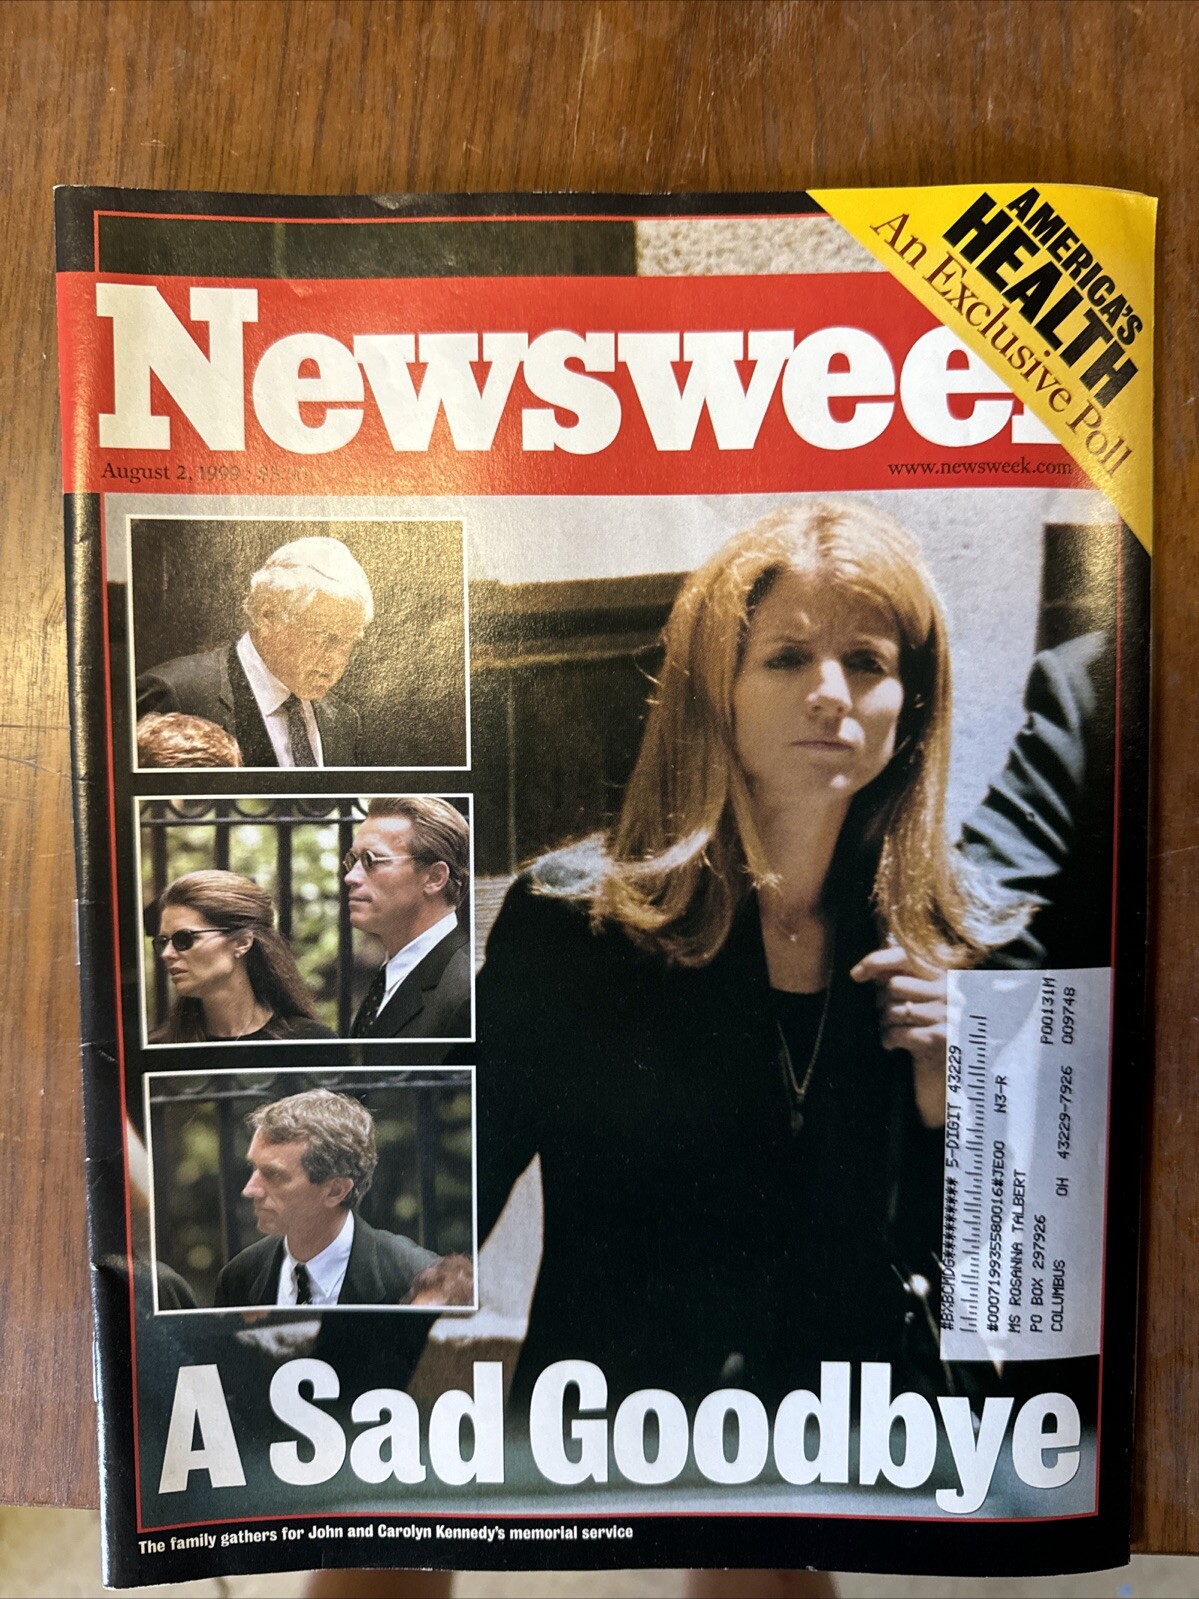 AMERICA'S
HEALTH
An Exclusive Poll
Newsweek
August 2, 1999
www.newsweek.com
#BXBCMDG********** 5-DIGIT 43229
#000719935580016#JE00 N3-R
MS ROSANNA TALBERT P00131M
PO BOX 297926
COLUMBUS OH 43229-7926 009748
A Sad Goodbye
The family gathers for John and Carolyn Kennedy's memorial service